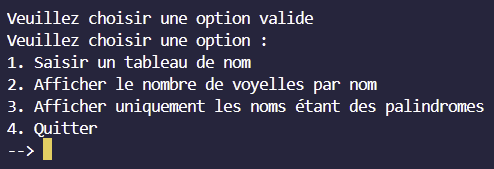 Veuillez choisir une option valide
Veuillez choisir une option :
1. Saisir un tableau de nom
2. Afficher le nombre de voyelles par nom
3. Afficher uniquement les noms étant des palindromes
4. Quitter
-->